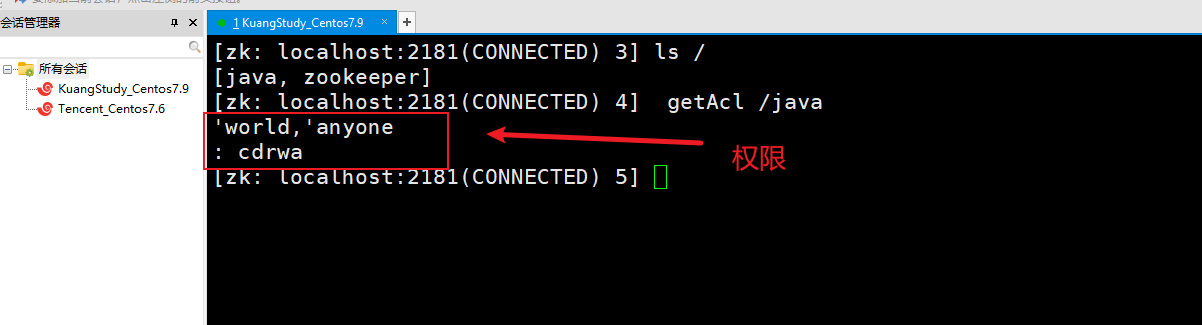 会话管理器
1 KuangStudy_Centos7.9
所有会话
KuangStudy_Centos7.9
Tencent_Centos7.6
[zk: localhost:2181(CONNECTED) 3] ls /
[java, zookeeper]
[zk: localhost:2181(CONNECTED) 4]  getAcl /java
'world,'anyone
: cdrwa
[zk: localhost:2181(CONNECTED) 5]
权限